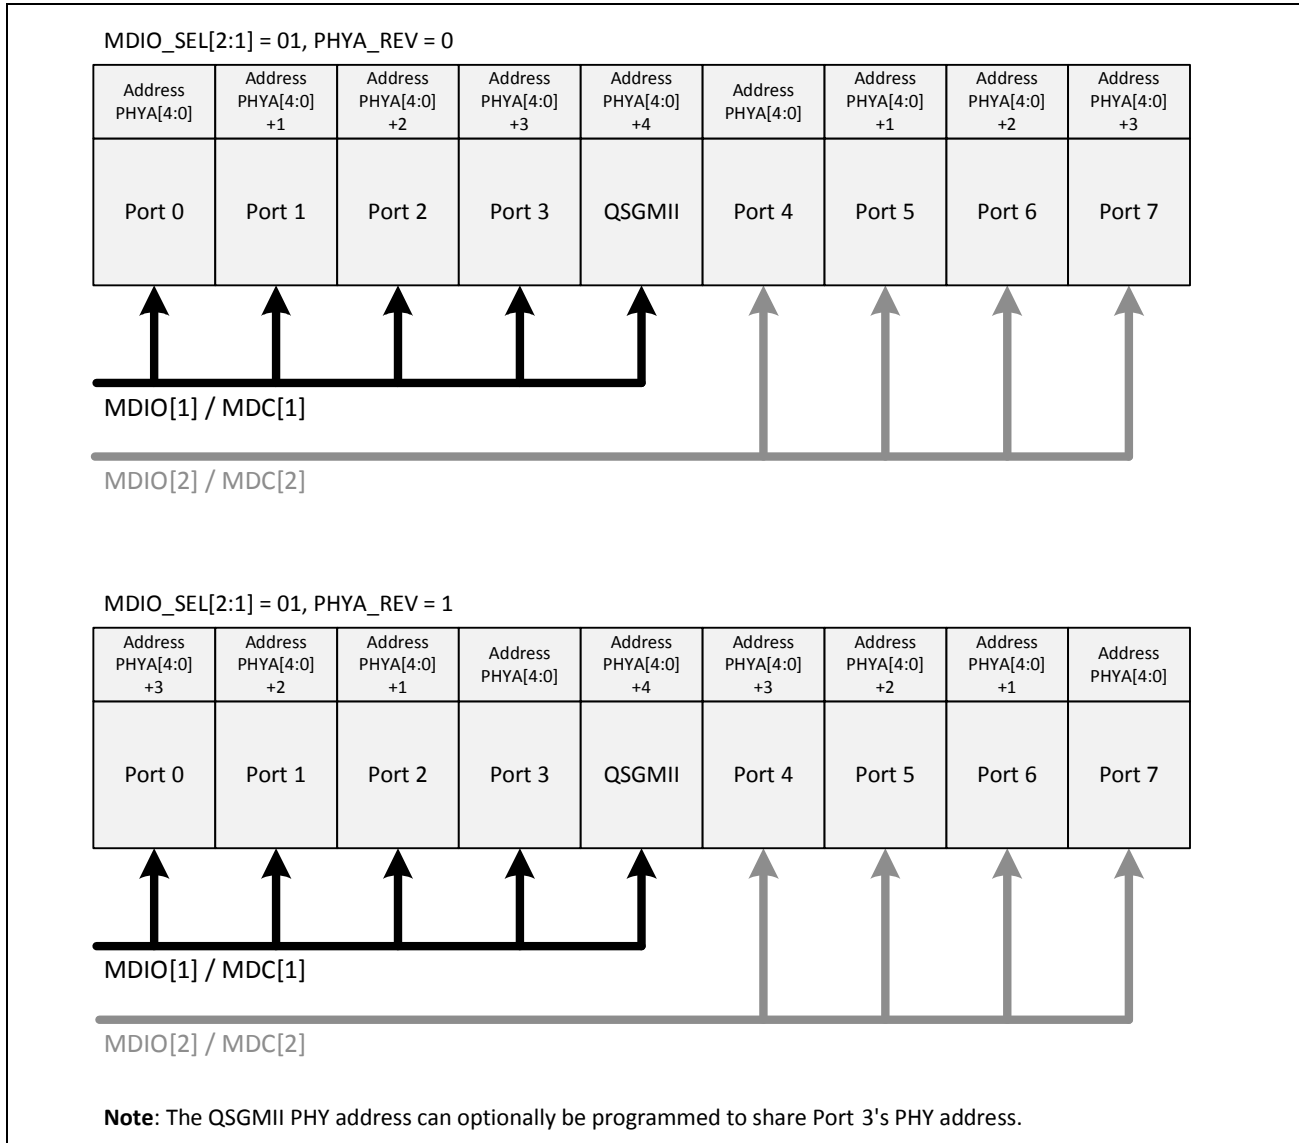 MDIO_SEL[2:1] = 01, PHYA_REV = 0
Address PHYA[4:0]
Address PHYA[4:0] +1
Address PHYA[4:0] +2
Address PHYA[4:0] +3
Address PHYA[4:0] +4
Address PHYA[4:0]
Address PHYA[4:0] +1
Address PHYA[4:0] +2
Address PHYA[4:0] +3
Port 0
Port 1
Port 2
Port 3
QSGMII
Port 4
Port 5
Port 6
Port 7
MDIO[1] / MDC[1]
MDIO[2] / MDC[2]
MDIO_SEL[2:1] = 01, PHYA_REV = 1
Address PHYA[4:0] +3
Address PHYA[4:0] +2
Address PHYA[4:0] +1
Address PHYA[4:0]
Address PHYA[4:0] +4
Address PHYA[4:0] +3
Address PHYA[4:0] +2
Address PHYA[4:0] +1
Address PHYA[4:0]
Port 0
Port 1
Port 2
Port 3
QSGMII
Port 4
Port 5
Port 6
Port 7
MDIO[1] / MDC[1]
MDIO[2] / MDC[2]
Note: The QSGMII PHY address can optionally be programmed to share Port 3's PHY address.